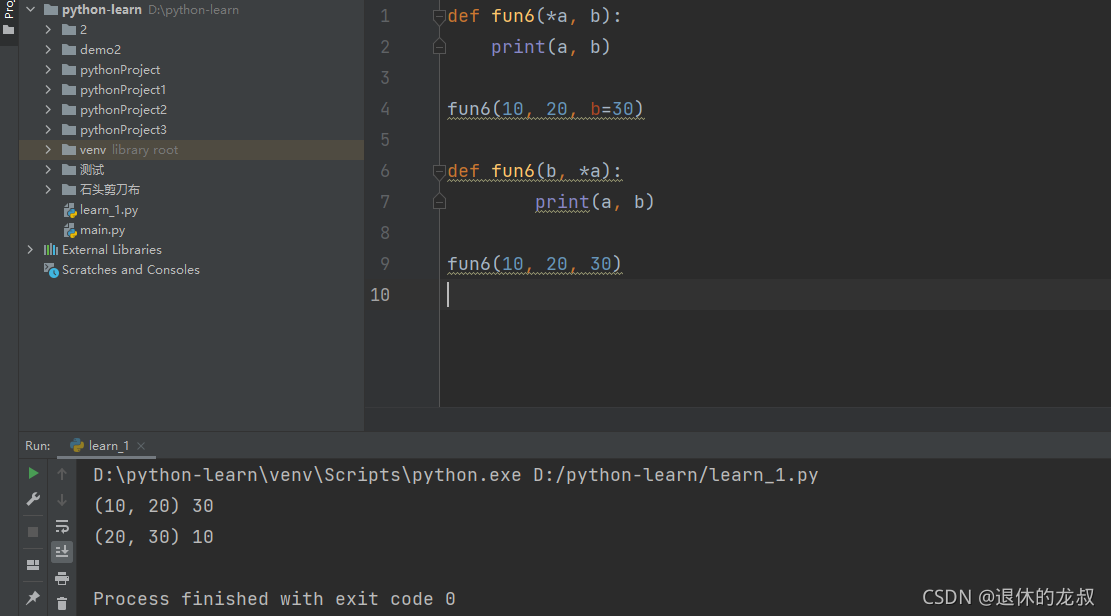 Pro
python-learn D:\python-learn
2
demo2
pythonProject
pythonProject1
pythonProject2
pythonProject3
venv library root
测试
石头剪刀布
learn_1.py
main.py
External Libraries
Scratches and Consoles
1 def fun6(*a, b):
2     print(a, b)
3
4 fun6(10, 20, b=30)
5
6 def fun6(b, *a):
7         print(a, b)
8
9 fun6(10, 20, 30)
10
Run: learn_1
D:\python-learn\venv\Scripts\python.exe D:/python-learn/learn_1.py
(10, 20) 30
(20, 30) 10
Process finished with exit code 0
CSDN @退休的龙叔